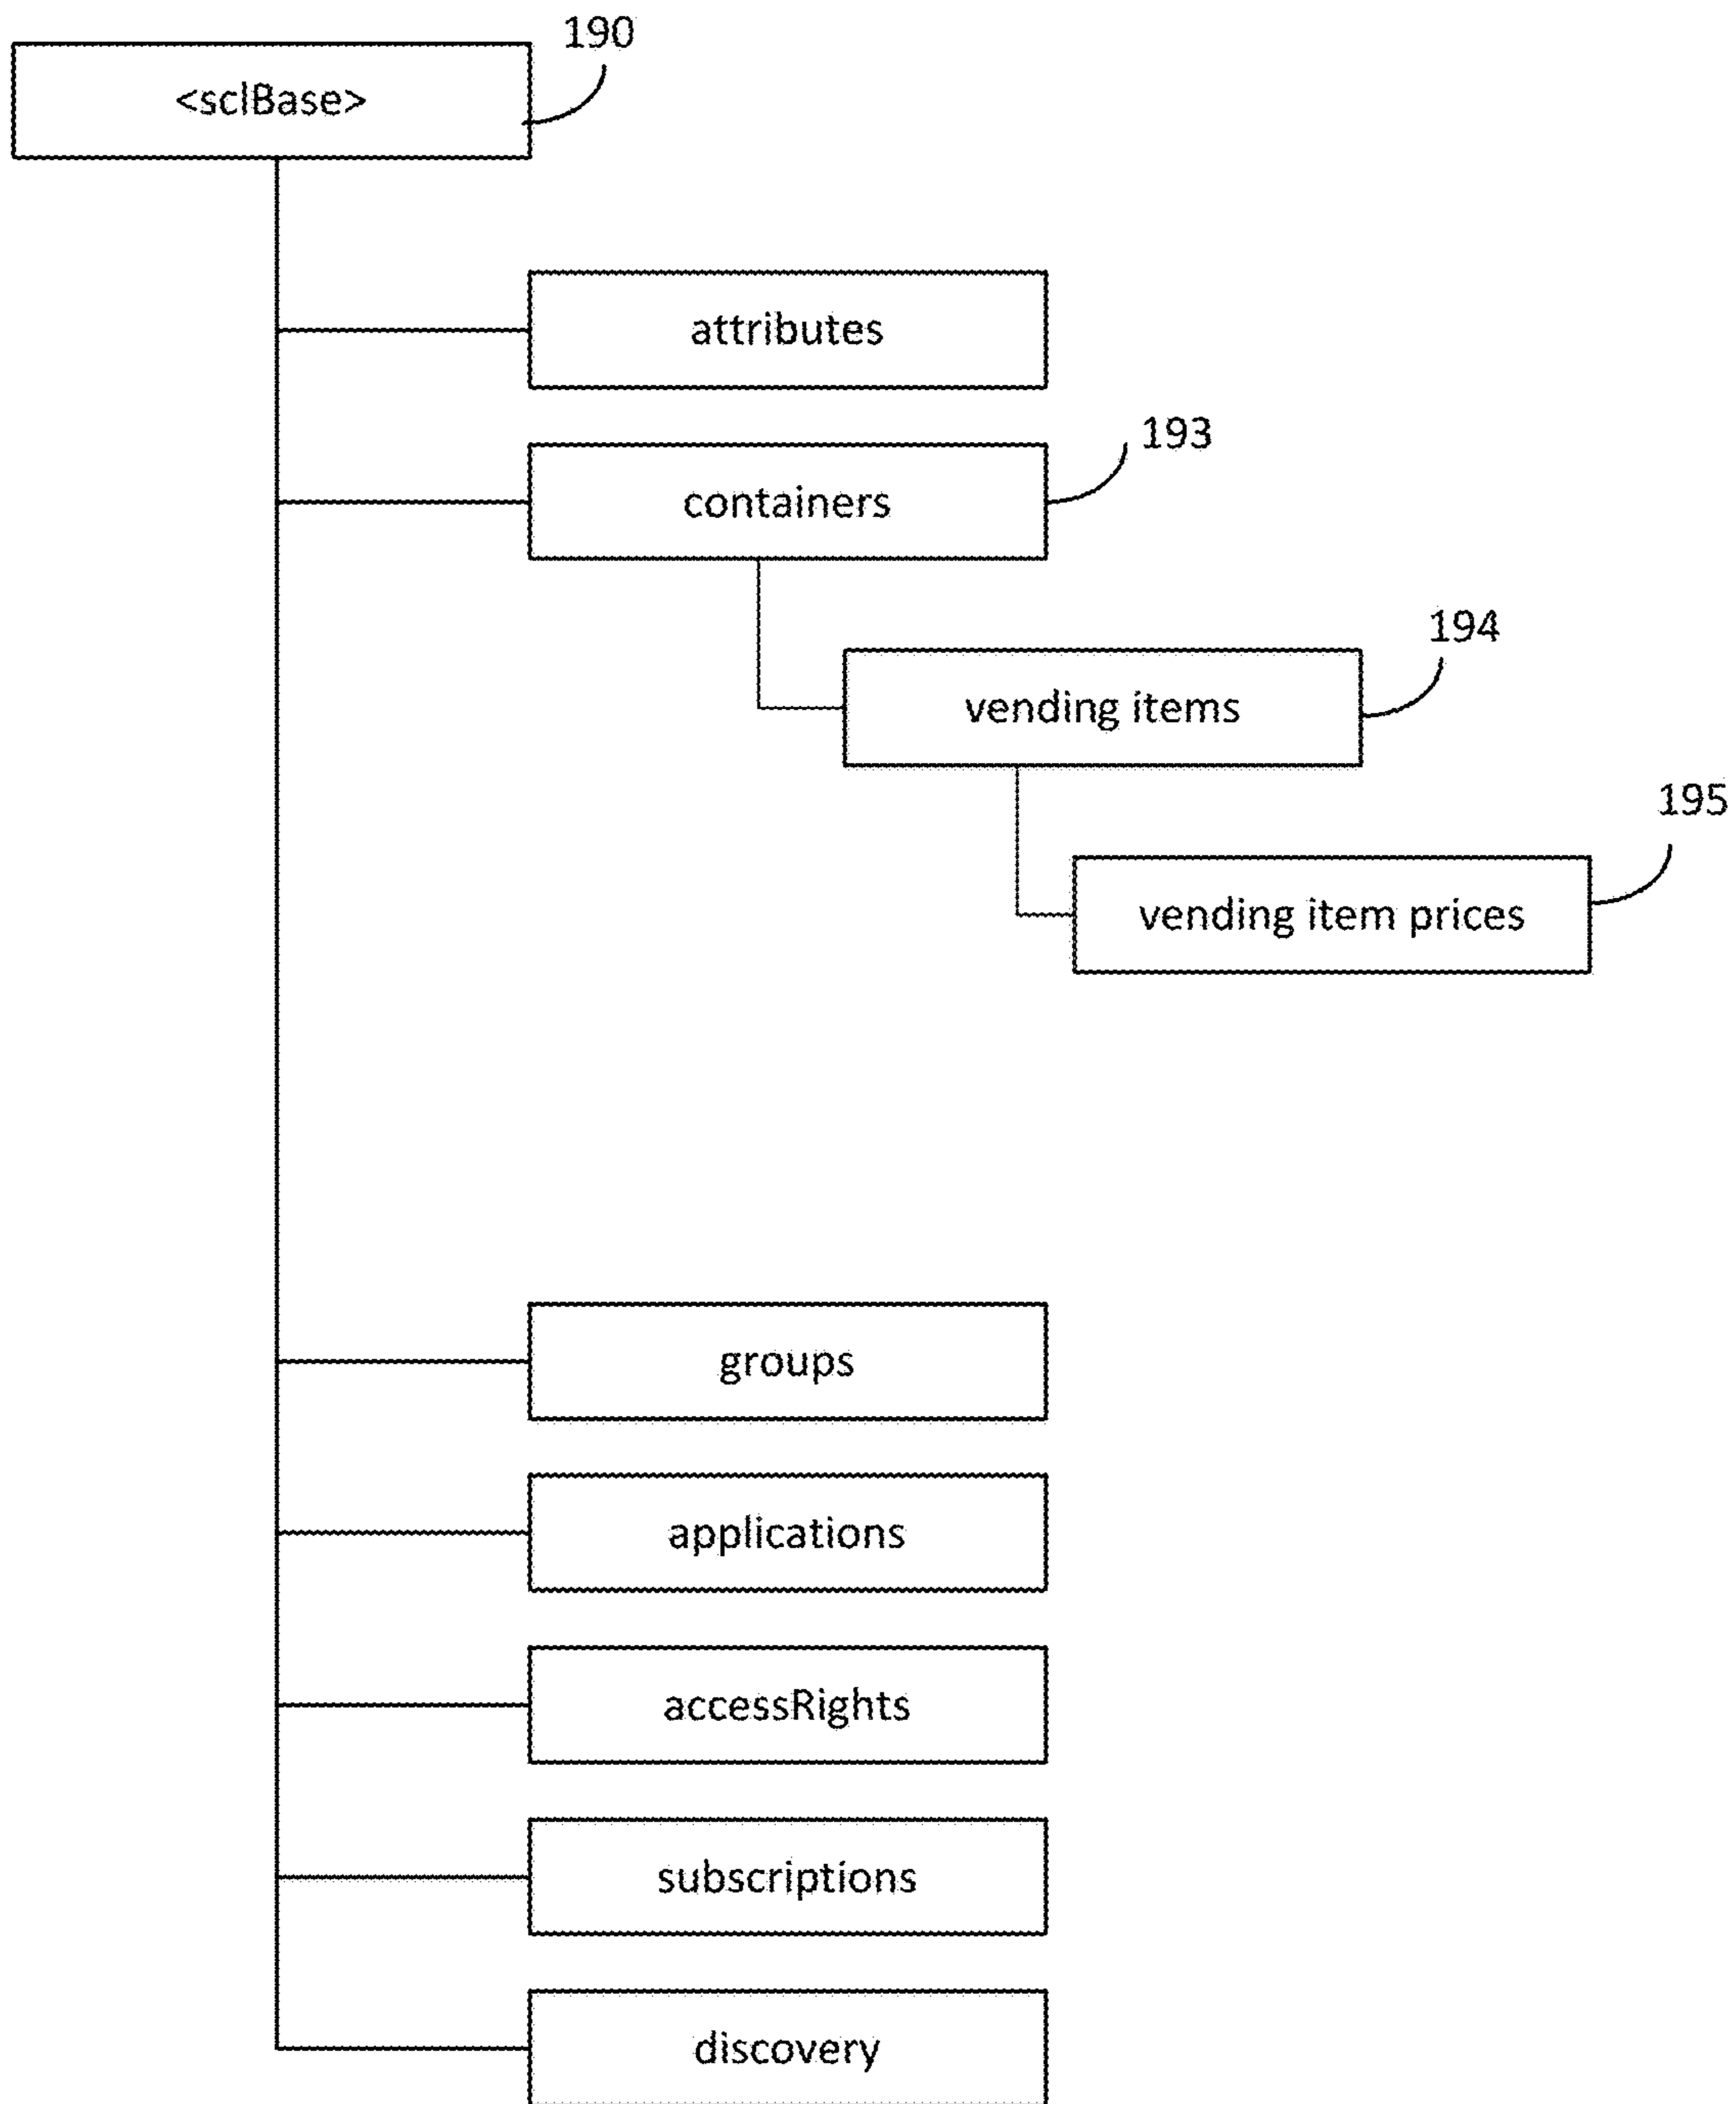 190
<sclBase>
attributes
193
containers
194
vending items
195
vending item prices
groups
applications
accessRights
subscriptions
discovery